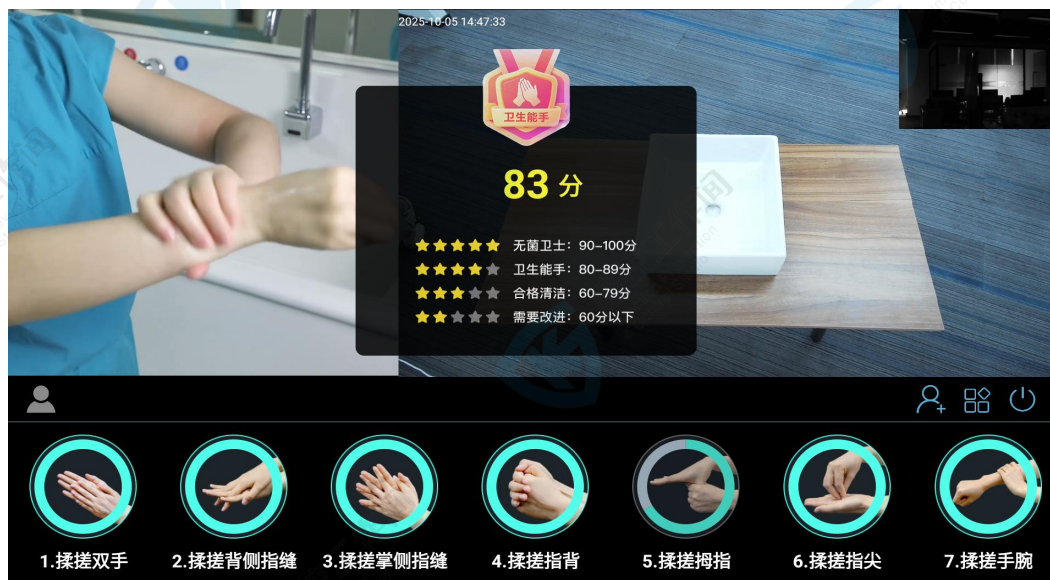 2025-10-05 14:47:33
卫生能手
83 分
无菌卫士：90-100分
卫生能手：80-89分
合格清洁：60-79分
需要改进：60分以下
1.揉搓双手
2.揉搓背侧指缝
3.揉搓掌侧指缝
4.揉搓指背
5.揉搓拇指
6.揉搓指尖
7.揉搓手腕